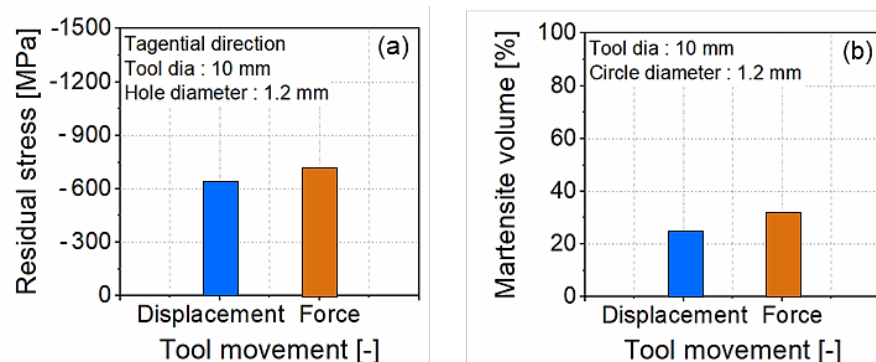 Residual stress [MPa]
-1500
-1200
-900
-600
-300
0
Tagential direction
Tool dia : 10 mm
Hole diameter : 1.2 mm
(a)
Displacement Force
Tool movement [-]
Martensite volume [%]
100
80
60
40
20
0
Tool dia : 10 mm
Circle diameter : 1.2 mm
(b)
Displacement Force
Tool movement [-]